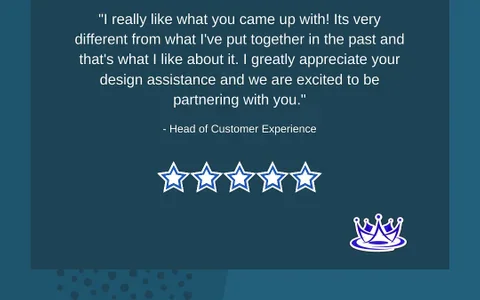 "I really like what you came up with! Its very
different from what I've put together in the past and
that's what I like about it. I greatly appreciate your
design assistance and we are excited to be
partnering with you."
- Head of Customer Experience